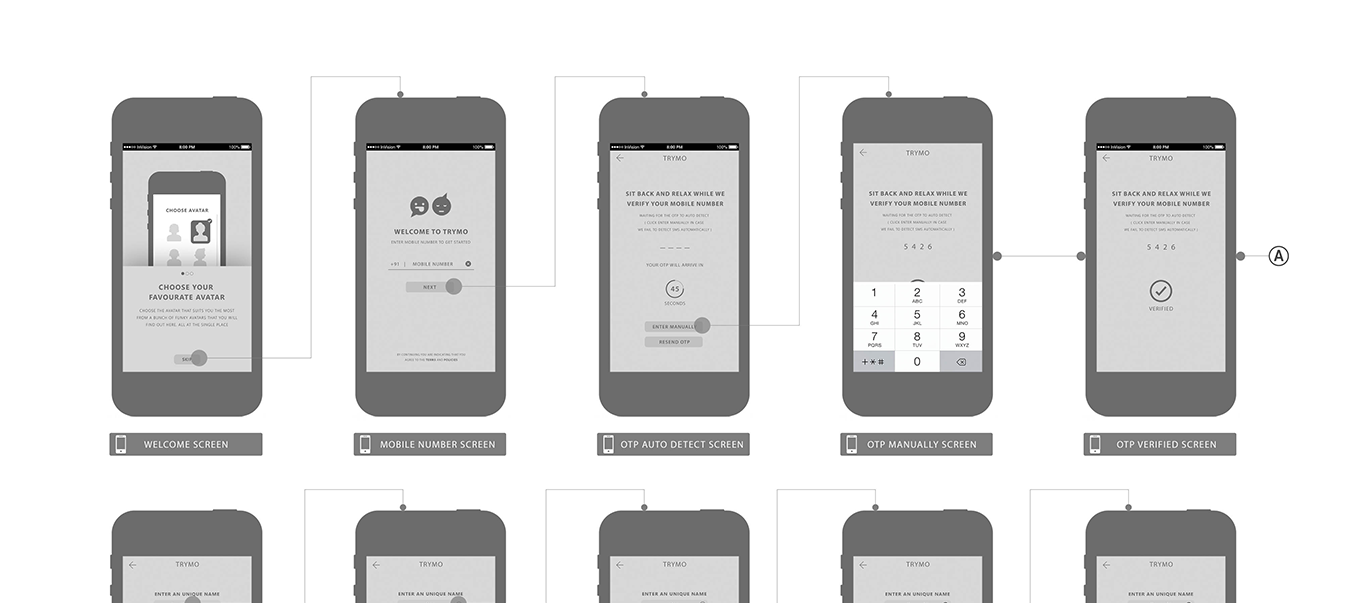 ●●●○○ InVision 8:00 PM 100%
CHOOSE AVATAR
CHOOSE YOUR
FAVOURATE AVATAR
CHOOSE THE AVATAR THAT SUITS YOU THE MOST
FROM A BUNCH OF FUNKY AVATARS THAT YOU WILL
FIND OUT HERE, ALL AT THE SINGLE PLACE
SKIP
WELCOME SCREEN
●●●○○ InVision 8:00 PM 100%
WELCOME TO TRYMO
ENTER MOBILE NUMBER TO GET STARTED
+91 | MOBILE NUMBER
NEXT
BY CONTINUING YOU ARE INDICATING THAT YOU
AGREE TO THE TERMS AND POLICIES
MOBILE NUMBER SCREEN
●●●○○ InVision 8:00 PM 100%
TRYMO
SIT BACK AND RELAX WHILE WE
VERIFY YOUR MOBILE NUMBER
WAITING FOR THE OTP TO AUTO DETECT
( CLICK ENTER MANUALLY IN CASE
WE FAIL TO DETECT SMS AUTOMATICALLY )
YOUR OTP WILL ARRIVE IN
45
SECONDS
ENTER MANUALLY
RESEND OTP
OTP AUTO DETECT SCREEN
TRYMO
SIT BACK AND RELAX WHILE WE
VERIFY YOUR MOBILE NUMBER
WAITING FOR THE OTP TO AUTO DETECT
( CLICK ENTER MANUALLY IN CASE
WE FAIL TO DETECT SMS AUTOMATICALLY )
5 4 2 6
1 2 3
ABC DEF
4 5 6
GHI JKL MNO
7 8 9
PQRS TUV WXYZ
+ * # 0
OTP MANUALLY SCREEN
●●●○○ InVision 8:00 PM 100%
TRYMO
SIT BACK AND RELAX WHILE WE
VERIFY YOUR MOBILE NUMBER
WAITING FOR THE OTP TO AUTO DETECT
( CLICK ENTER MANUALLY IN CASE
WE FAIL TO DETECT SMS AUTOMATICALLY )
5 4 2 6
VERIFIED
OTP VERIFIED SCREEN
A
TRYMO
ENTER AN UNIQUE NAME
TRYMO
ENTER AN UNIQUE NAME
TRYMO
ENTER AN UNIQUE NAME
TRYMO
ENTER AN UNIQUE NAME
TRYMO
ENTER AN UNIQUE NAME